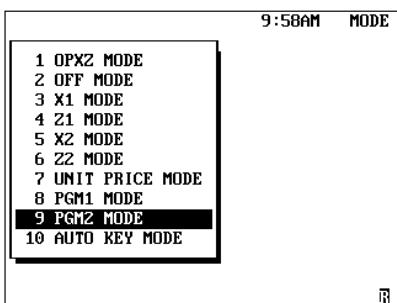 9:58AM MODE
1 OPXZ MODE
2 OFF MODE
3 X1 MODE
4 Z1 MODE
5 X2 MODE
6 Z2 MODE
7 UNIT PRICE MODE
8 PGM1 MODE
9 PGM2 MODE
10 AUTO KEY MODE
R